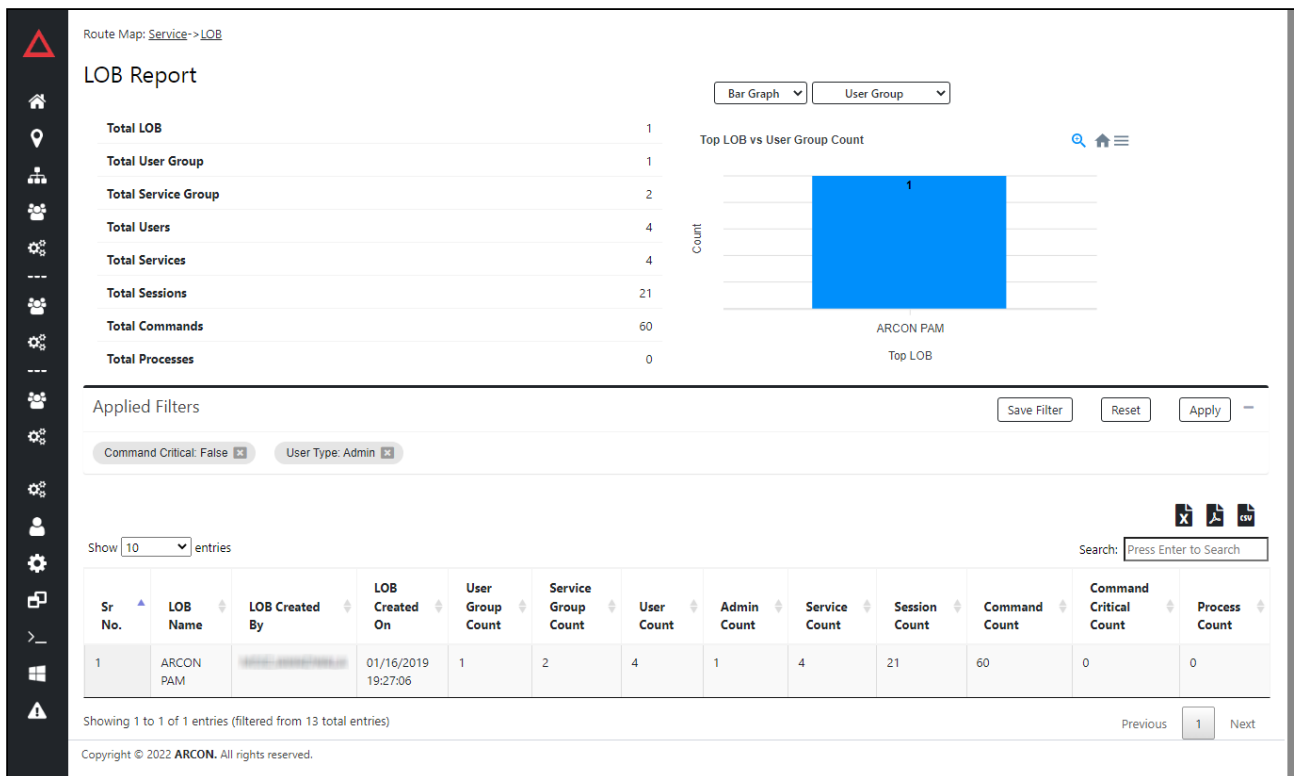 Route Map: Service->LOB
LOB Report
Bar Graph
User Group
Total LOB 1
Total User Group 1
Total Service Group 2
Total Users 4
Total Services 4
Total Sessions 21
Total Commands 60
Total Processes 0
Top LOB vs User Group Count
1
Count
ARCON PAM
Top LOB
Applied Filters
Save Filter
Reset
Apply
Command Critical: False
User Type: Admin
CSV
Show 10 entries
Search: Press Enter to Search
Sr No. LOB Name LOB Created By LOB Created On User Group Count Service Group Count User Count Admin Count Service Count Session Count Command Count Command Critical Count Process Count
1 ARCON PAM 01/16/2019 19:27:06 1 2 4 1 4 21 60 0 0
Showing 1 to 1 of 1 entries (filtered from 13 total entries)
Previous 1 Next
Copyright © 2022 ARCON. All rights reserved.